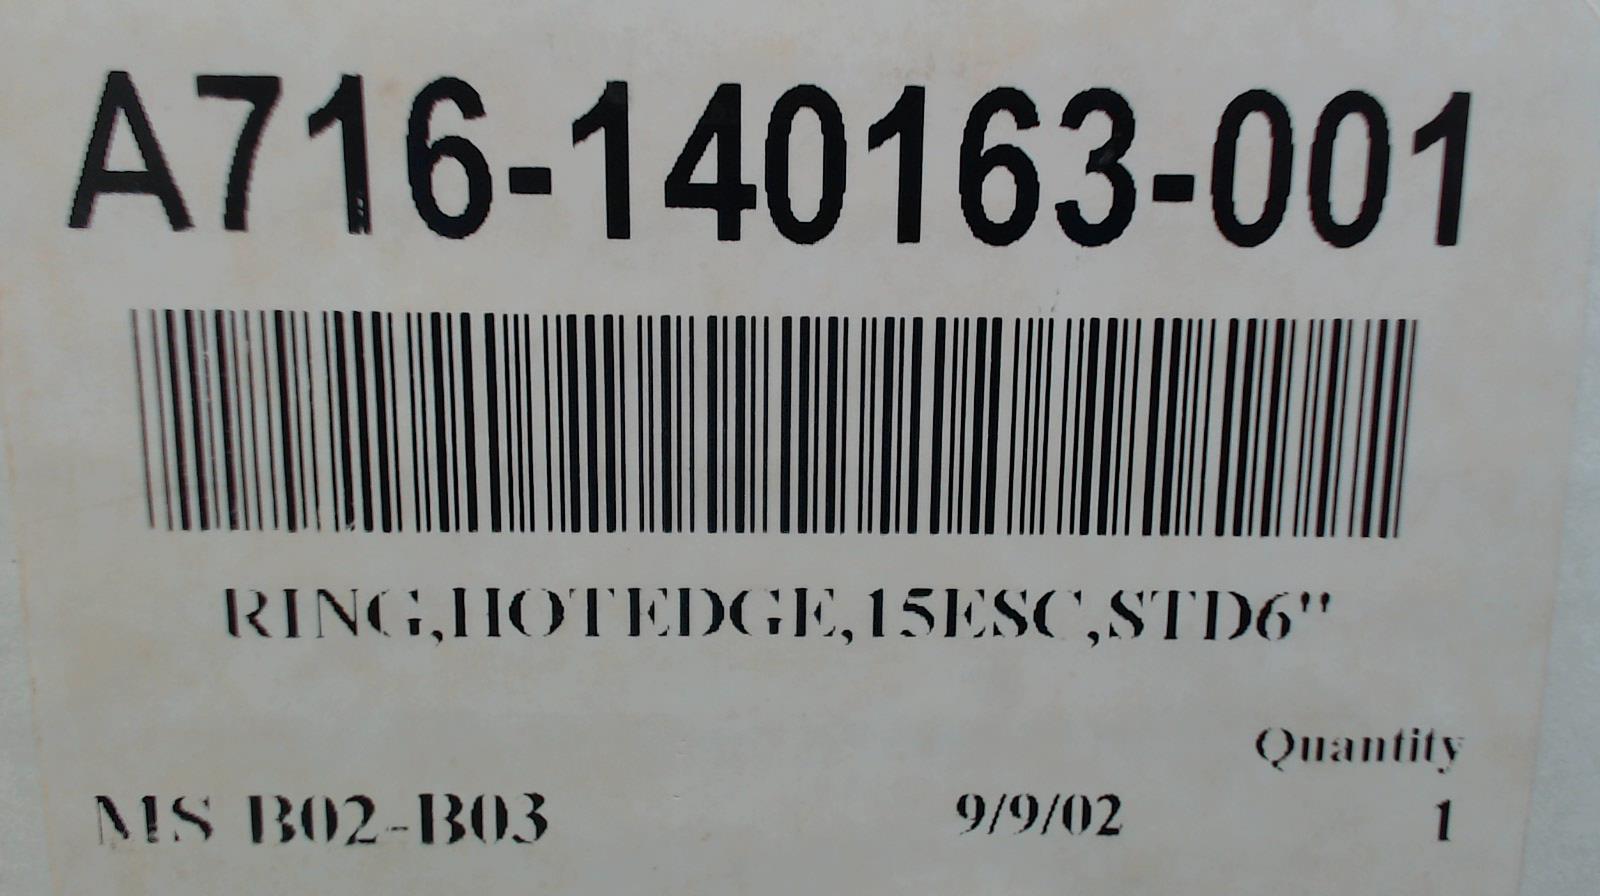 A716-140163-001
RING,HOTEDGE,15ESC,STD6"
Quantity
MS B02-B03 9/9/02 1